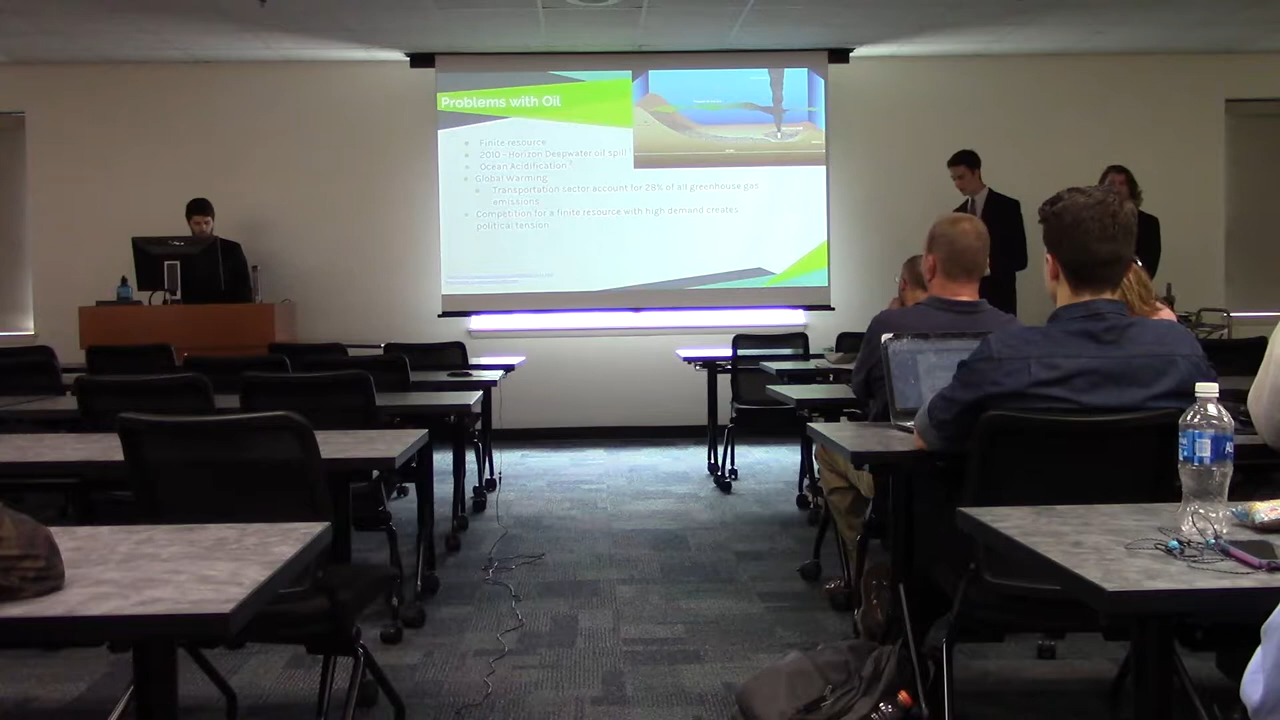 Problems with Oil
Finite resource
2010 - Horizon Deepwater oil spill
Ocean Acidification
Global Warming
Transportation sector account for 28% of all greenhouse gas
emissions
Competition for a finite resource with high demand creates
political tension